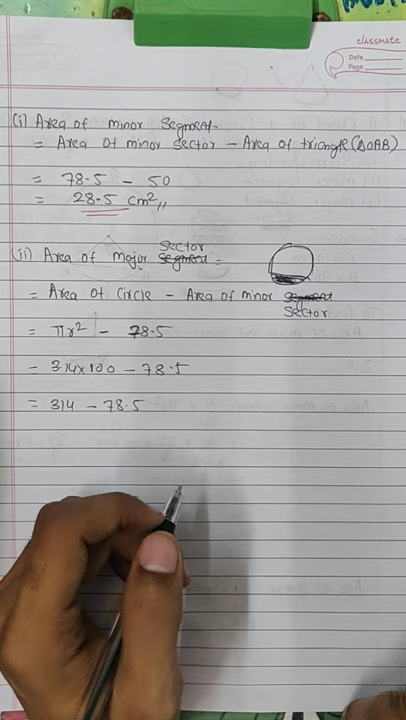 classmate
Date
Page
(i) Area of minor Segment
= Area of minor sector - Area of triangle (ΔOAB)
= 78.5 - 50
= 28.5 cm²,,
(ii) Area of major sector =
= Area of circle - Area of minor sector
= πr² - 78.5
= 3.14x100 - 78.5
= 314 - 78.5